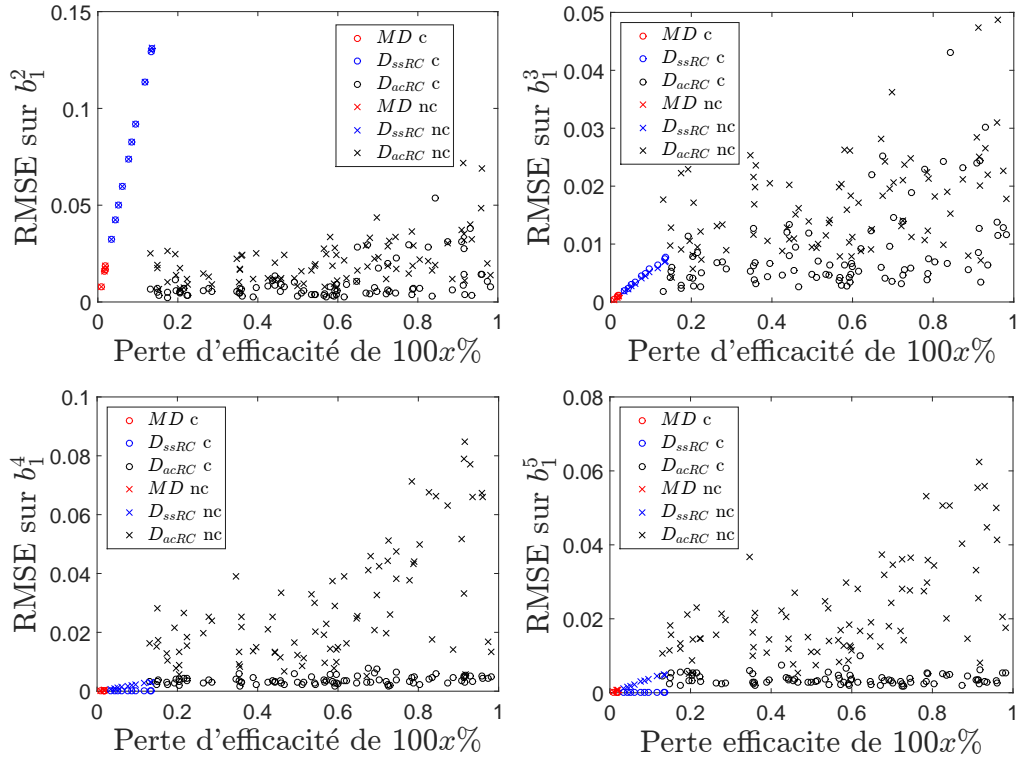 0.15
0.1
0.05
0
RMSE sur b₁²
MD c
D_ssRC c
D_acRC c
MD nc
D_ssRC nc
D_acRC nc
0 0.2 0.4 0.6 0.8 1
Perte d'efficacité de 100x%
0.05
0.04
0.03
0.02
0.01
0
RMSE sur b₁³
MD c
D_ssRC c
D_acRC c
MD nc
D_ssRC nc
D_acRC nc
0 0.2 0.4 0.6 0.8 1
Perte d'efficacité de 100x%
0.1
0.08
0.06
0.04
0.02
0
RMSE sur b₁⁴
MD c
D_ssRC c
D_acRC c
MD nc
D_ssRC nc
D_acRC nc
0 0.2 0.4 0.6 0.8 1
Perte d'efficacité de 100x%
0.08
0.06
0.04
0.02
0
RMSE sur b₁⁵
MD c
D_ssRC c
D_acRC c
MD nc
D_ssRC nc
D_acRC nc
0 0.2 0.4 0.6 0.8 1
Perte efficacite de 100x%